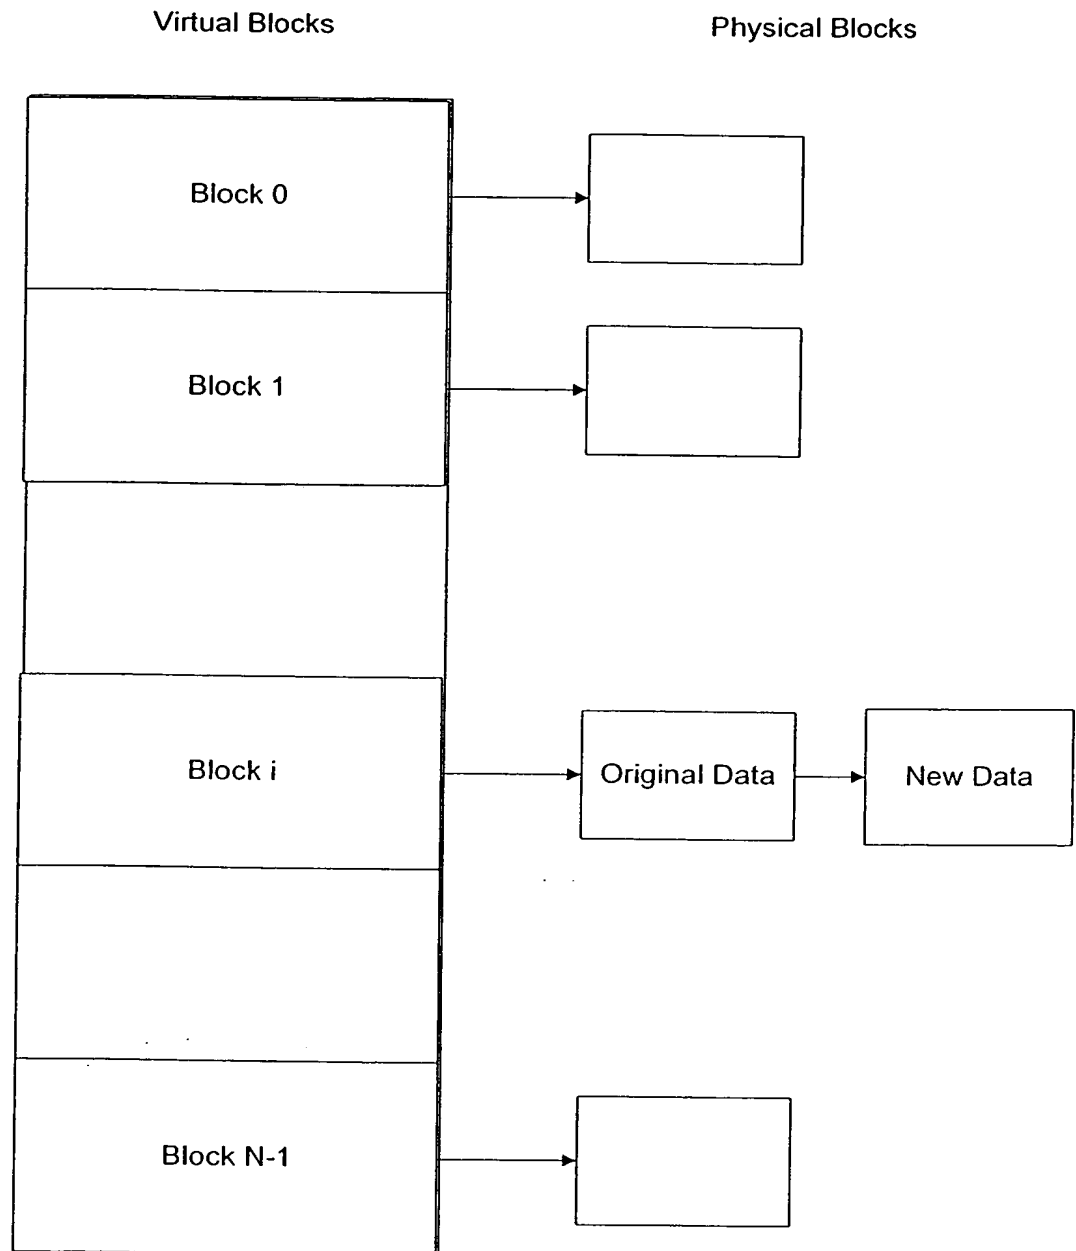 Virtual Blocks
Physical Blocks
Block 0
Block 1
Block i
Original Data
New Data
Block N-1